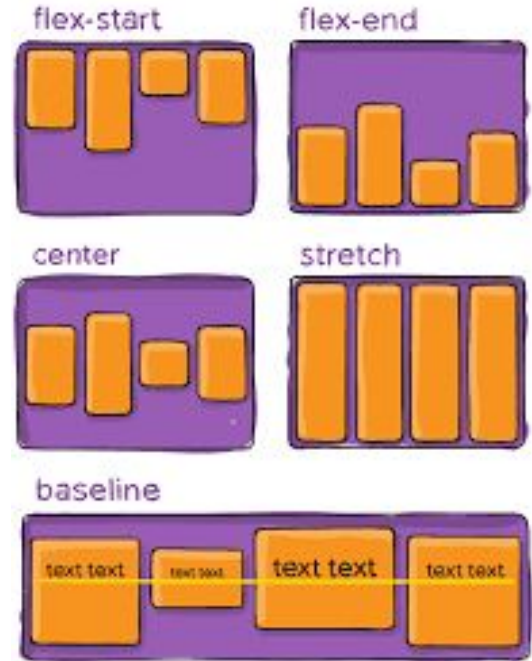 flex-start
flex-end
center
stretch
baseline
text text
text text
text text
text text